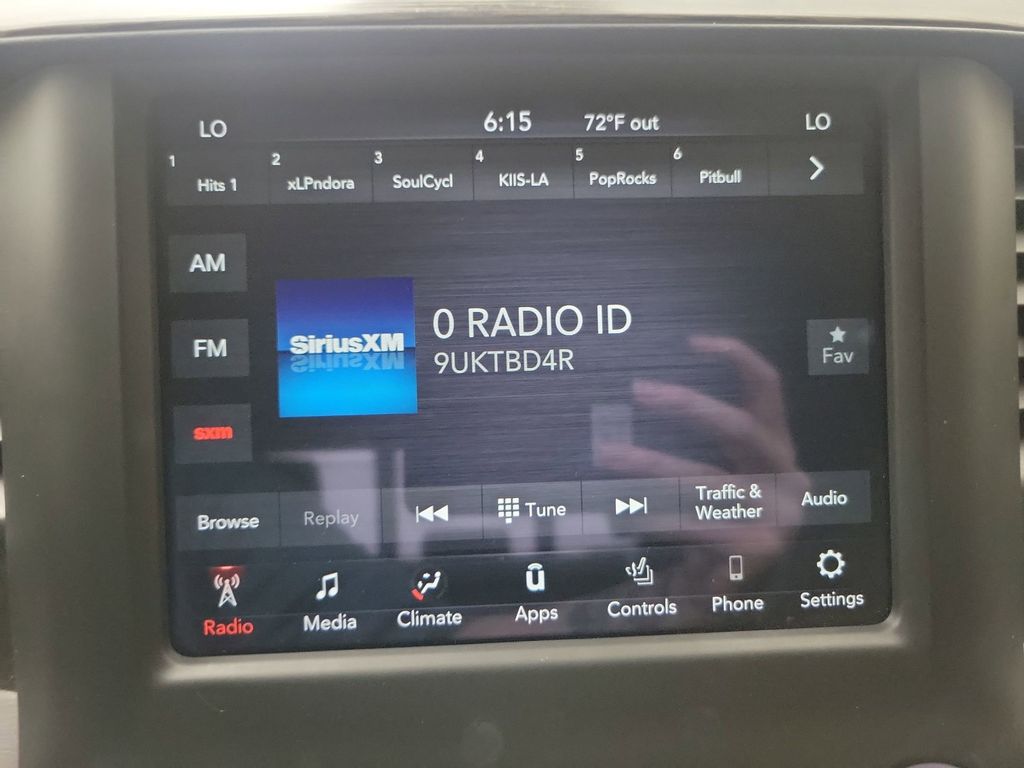 LO 6:15 72°F out LO
1 2 3 4 5 6
Hits 1 xLPndora SoulCycl KIIS-LA PopRocks Pitbull
AM
FM
sxm
SiriusXM
0 RADIO ID
9UKTBD4R
Fav
Browse Replay Tune Traffic & Audio
Weather
Radio Media Climate Apps Controls Phone Settings